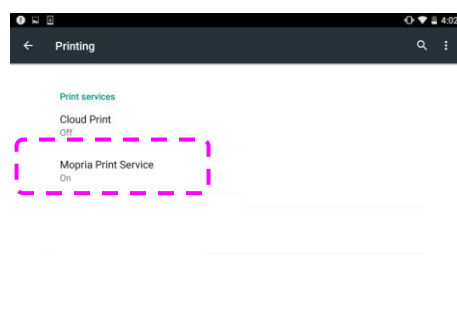 4:02
Printing
Print services
Cloud Print
Off
Mopria Print Service
On